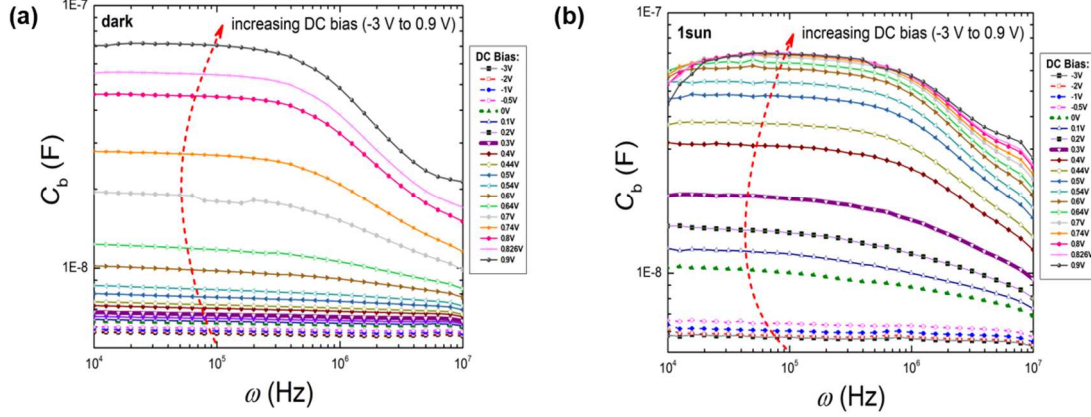 (a)
dark
increasing DC bias (-3 V to 0.9 V)
1E-7
1E-8
C_b (F)
10^4
10^5
10^6
10^7
ω (Hz)
DC Bias:
-3V
-2V
-1V
-0.5V
0V
0.1V
0.2V
0.3V
0.4V
0.44V
0.5V
0.54V
0.6V
0.64V
0.7V
0.74V
0.8V
0.826V
0.9V
(b)
1sun
increasing DC bias (-3 V to 0.9 V)
1E-7
1E-8
C_b (F)
10^4
10^5
10^6
10^7
ω (Hz)
DC Bias:
-3V
-2V
-1V
-0.5V
0V
0.1V
0.2V
0.3V
0.4V
0.44V
0.5V
0.54V
0.6V
0.64V
0.7V
0.74V
0.8V
0.826V
0.9V